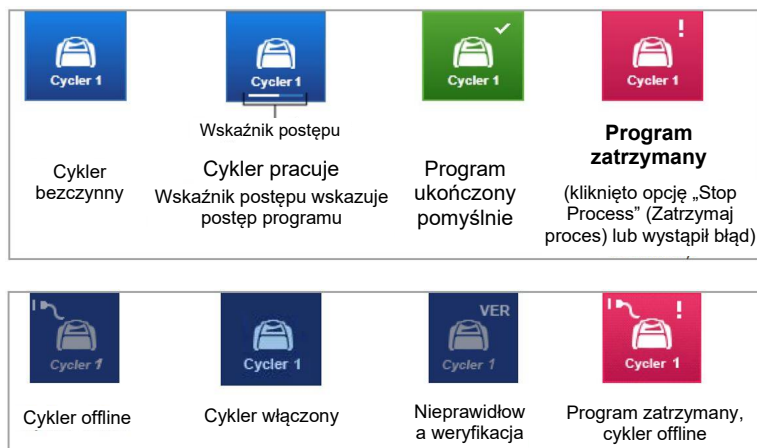 Cycler 1
Cycler 1
✓
Cycler 1
!
Cycler 1
Wskaźnik postępu
Cykler
bezczynny
Cykler pracuje
Wskaźnik postępu wskazuje
postęp programu
Program
ukończony
pomyślnie
Program
zatrzymany
(kliknięto opcję „Stop
Process” (Zatrzymaj
proces) lub wystąpił błąd)
Cycler 1
Cycler 1
VER
Cycler 1
!
Cycler 1
Cykler offline
Cykler włączony
Nieprawidłow
a weryfikacja
Program zatrzymany,
cykler offline